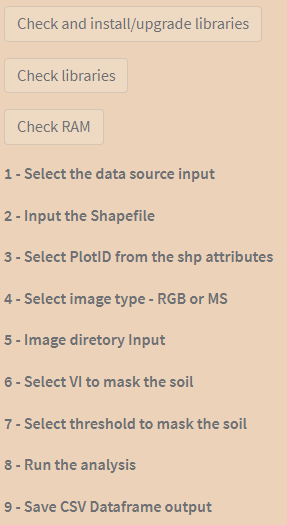 Check and install/upgrade libraries
Check libraries
Check RAM
1 - Select the data source input
2 - Input the Shapefile
3 - Select PlotID from the shp attributes
4 - Select image type - RGB or MS
5 - Image diretory Input
6 - Select VI to mask the soil
7 - Select threshold to mask the soil
8 - Run the analysis
9 - Save CSV Dataframe output